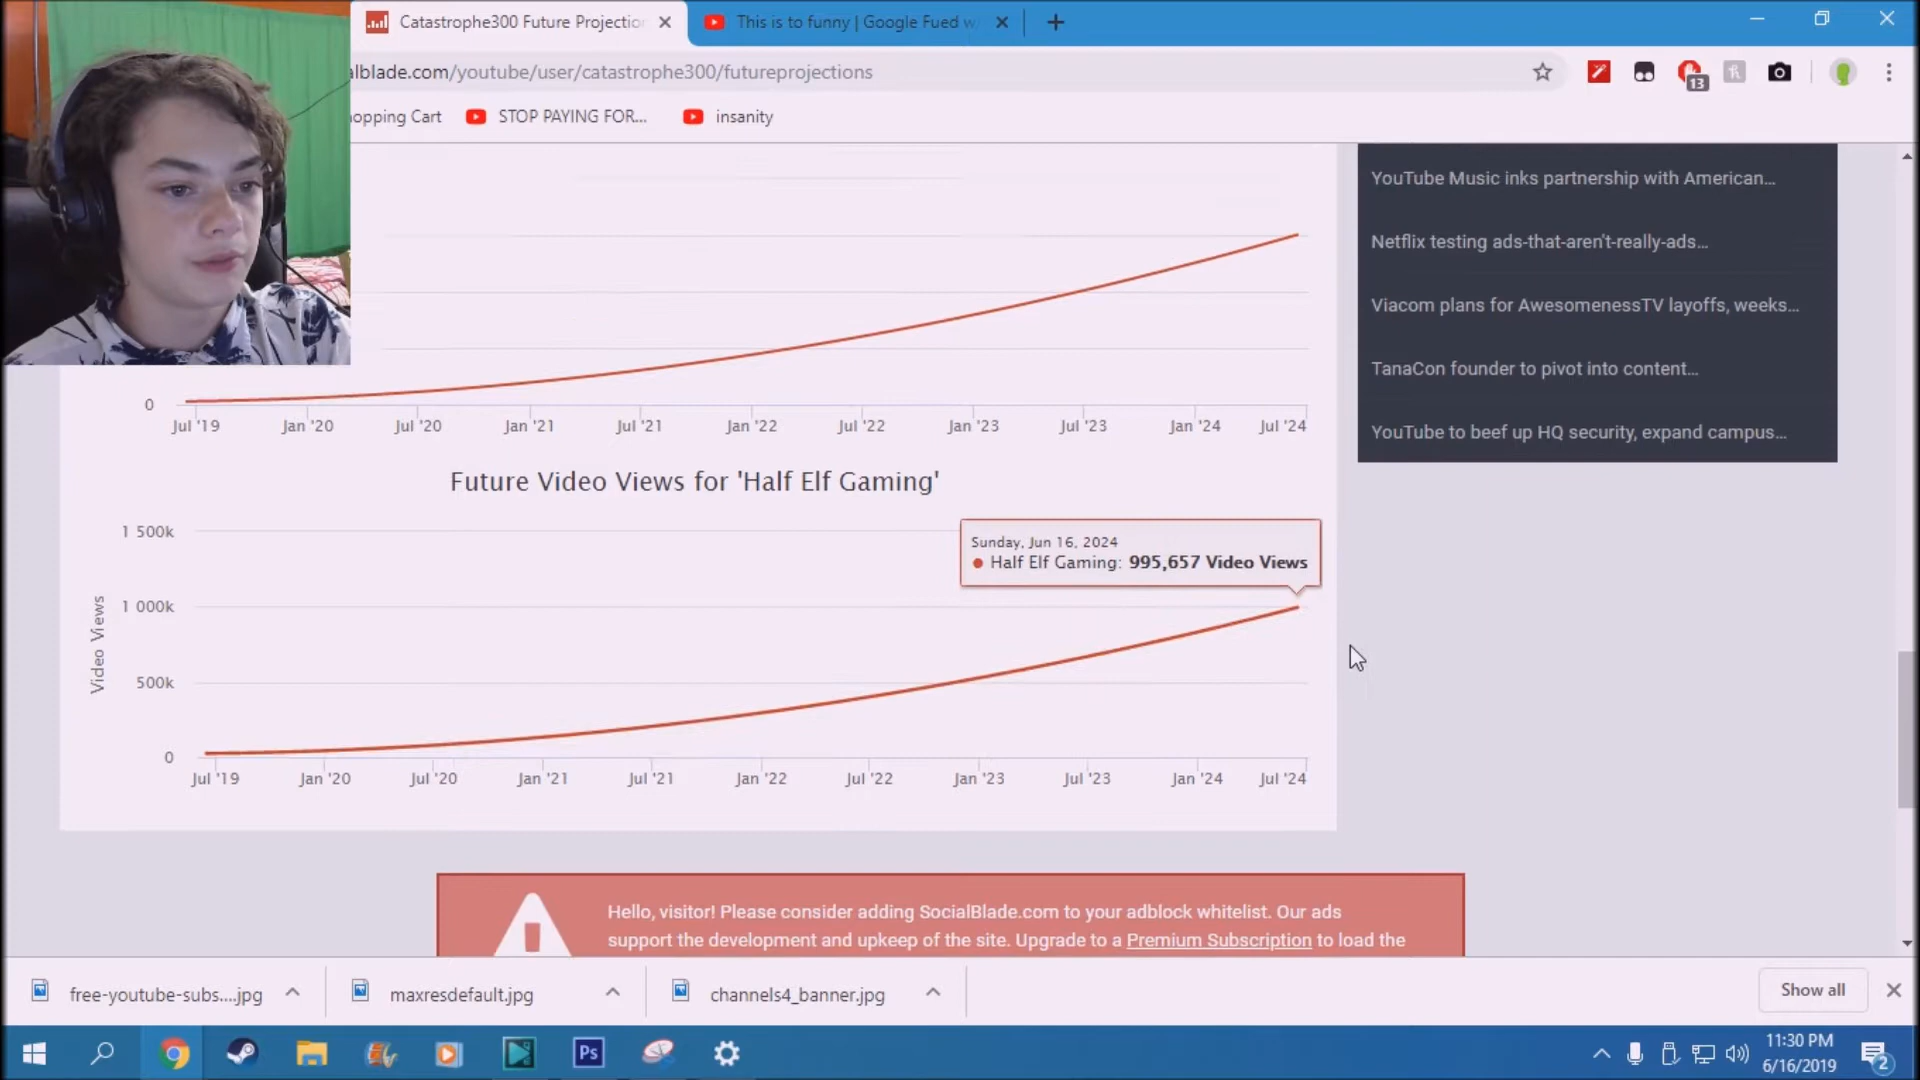 Catastrophe300 Future Projection
This is to funny | Google Fued w
alblade.com/youtube/user/catastrophe300/futureprojections
13
hopping Cart
STOP PAYING FOR...
insanity
YouTube Music inks partnership with American...
Netflix testing ads-that-aren't-really-ads...
Viacom plans for AwesomenessTV layoffs, weeks...
TanaCon founder to pivot into content...
YouTube to beef up HQ security, expand campus...
0
Jul '19 Jan '20 Jul '20 Jan '21 Jul '21 Jan '22 Jul '22 Jan '23 Jul '23 Jan '24 Jul '24
Future Video Views for 'Half Elf Gaming'
1 500k
Sunday, Jun 16, 2024
Half Elf Gaming: 995,657 Video Views
1 000k
Video Views
500k
0
Jul '19 Jan '20 Jul '20 Jan '21 Jul '21 Jan '22 Jul '22 Jan '23 Jul '23 Jan '24 Jul '24
Hello, visitor! Please consider adding SocialBlade.com to your adblock whitelist. Our ads
support the development and upkeep of the site. Upgrade to a Premium Subscription to load the
free-youtube-subs....jpg
maxresdefault.jpg
channels4_banner.jpg
Show all
Ps
11:30 PM
6/16/2019
2